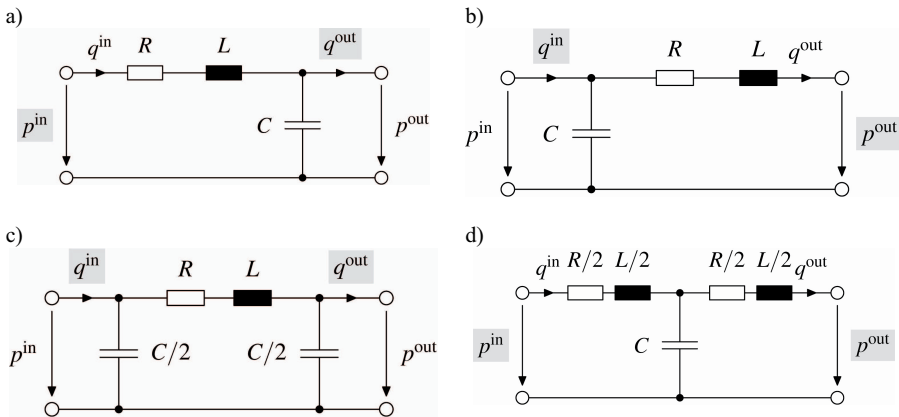 a)
q^in R L q^out
p^in C p^out
b)
q^in R L q^out
p^in C p^out
c)
q^in R L q^out
p^in C/2 C/2 p^out
d)
q^in R/2 L/2 R/2 L/2 q^out
p^in C p^out